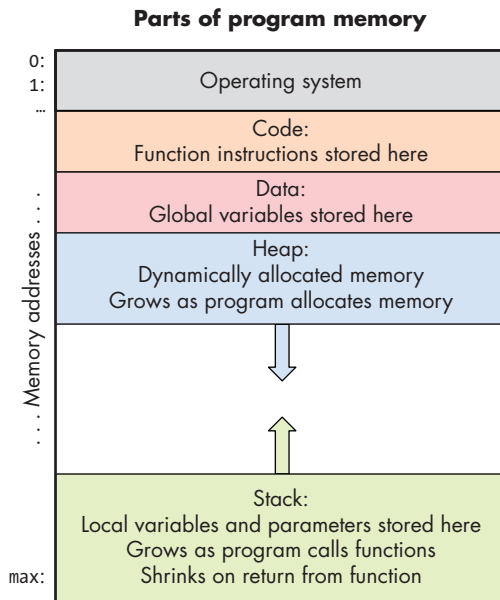 Parts of program memory
0:
1:
...
Operating system
Code:
Function instructions stored here
Data:
Global variables stored here
Heap:
Dynamically allocated memory
Grows as program allocates memory
. . . . Memory addresses . . . .
Stack:
Local variables and parameters stored here
Grows as program calls functions
max:
Shrinks on return from function